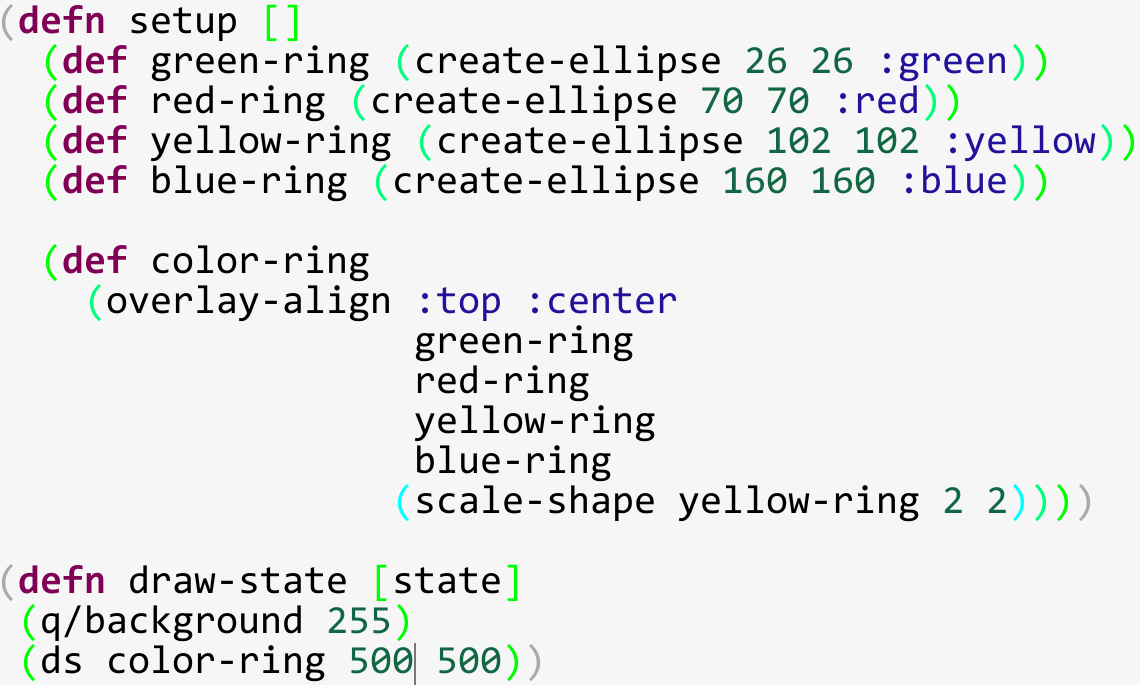 (defn setup []
  (def green-ring (create-ellipse 26 26 :green))
  (def red-ring (create-ellipse 70 70 :red))
  (def yellow-ring (create-ellipse 102 102 :yellow))
  (def blue-ring (create-ellipse 160 160 :blue))

  (def color-ring
    (overlay-align :top :center
                   green-ring
                   red-ring
                   yellow-ring
                   blue-ring
                  (scale-shape yellow-ring 2 2))))

(defn draw-state [state]
 (q/background 255)
 (ds color-ring 500 500))